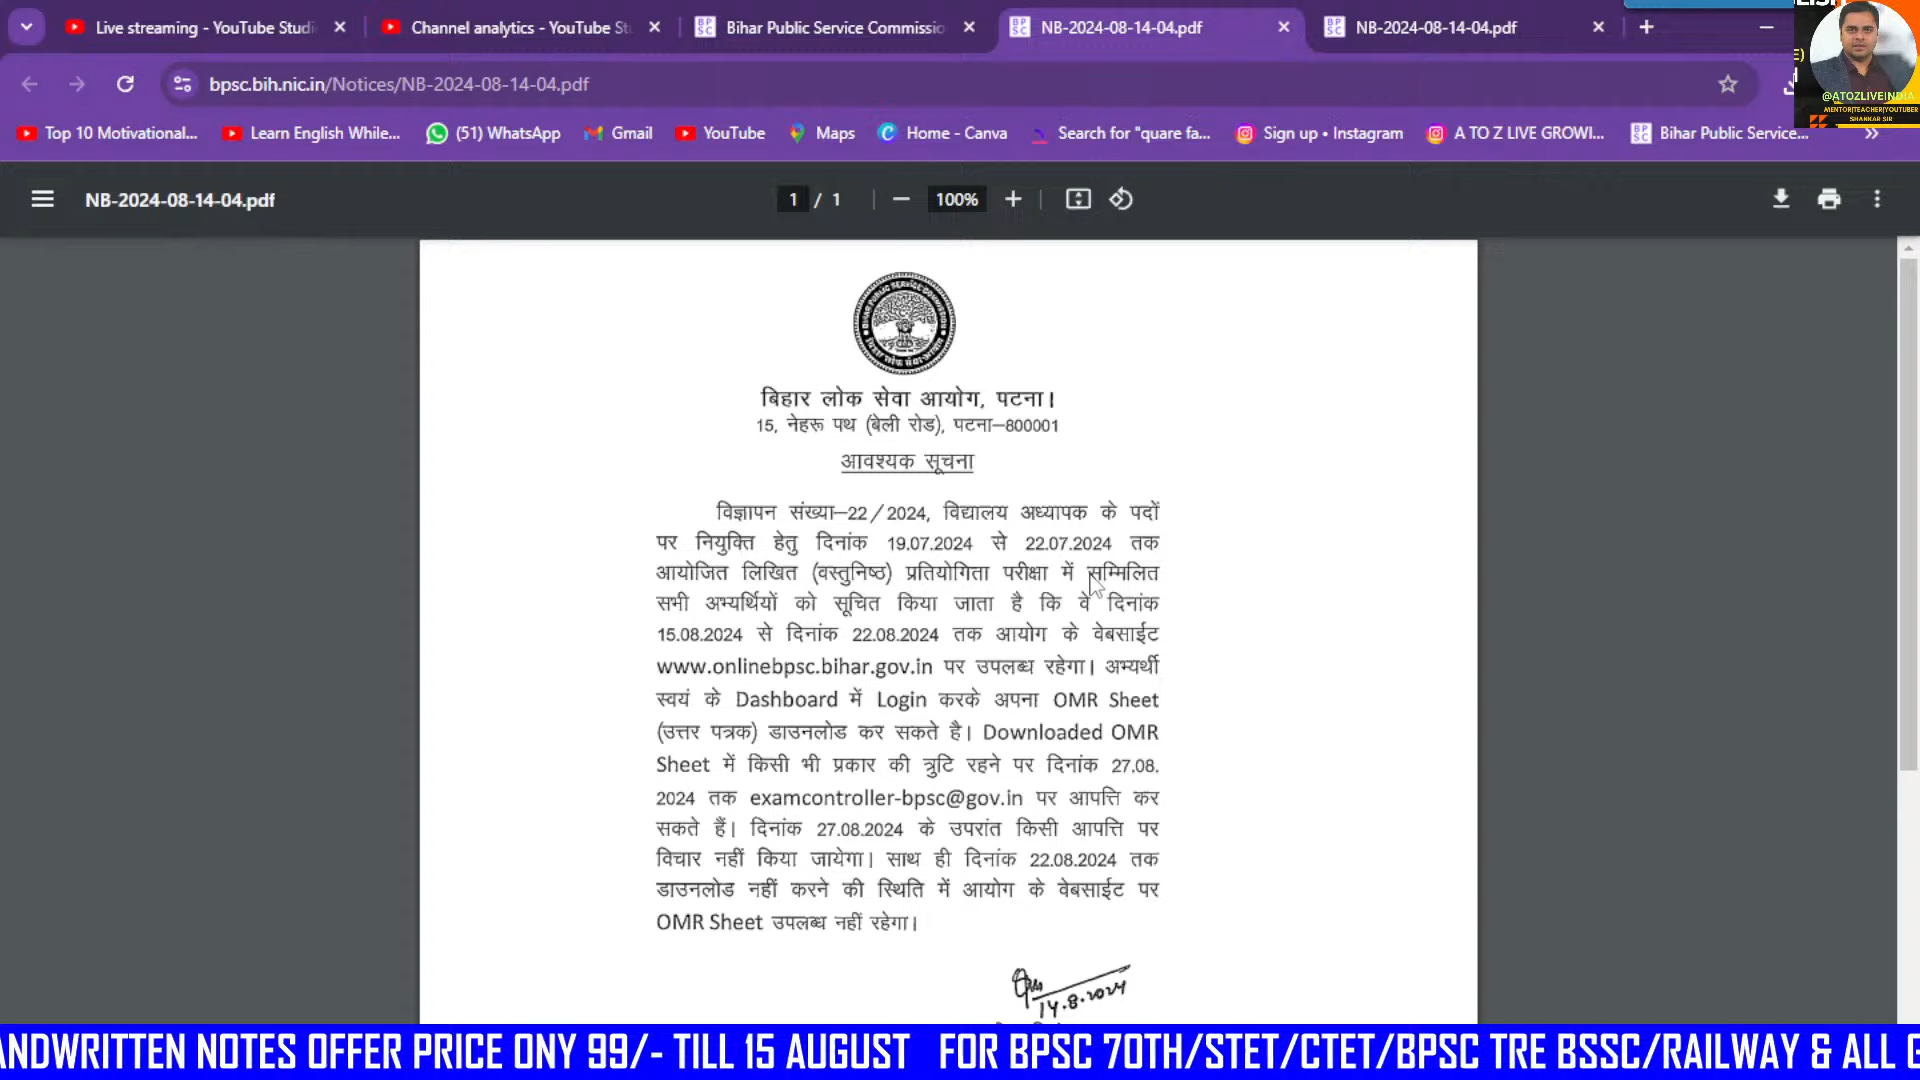 Live streaming - YouTube Studi
Channel analytics - YouTube St
Bihar Public Service Commissio
NB-2024-08-14-04.pdf
NB-2024-08-14-04.pdf
bpsc.bih.nic.in/Notices/NB-2024-08-14-04.pdf
@ATOZLIVEINDIA
MENTOR|TEACHER|YOUTUBER
SHANKAR SIR
Top 10 Motivational...
Learn English While...
(51) WhatsApp
Gmail
YouTube
Maps
Home - Canva
Search for "quare fa...
Sign up • Instagram
A TO Z LIVE GROWI...
Bihar Public Service...
NB-2024-08-14-04.pdf
1 / 1
100%
बिहार लोक सेवा आयोग, पटना।
15, नेहरू पथ (बेली रोड), पटना–800001
आवश्यक सूचना
विज्ञापन संख्या–22/2024, विद्यालय अध्यापक के पदों
पर नियुक्ति हेतु दिनांक 19.07.2024 से 22.07.2024 तक
आयोजित लिखित (वस्तुनिष्ठ) प्रतियोगिता परीक्षा में सम्मिलित
सभी अभ्यर्थियों को सूचित किया जाता है कि वे दिनांक
15.08.2024 से दिनांक 22.08.2024 तक आयोग के वेबसाईट
www.onlinebpsc.bihar.gov.in पर उपलब्ध रहेगा। अभ्यर्थी
स्वयं के Dashboard में Login करके अपना OMR Sheet
(उत्तर पत्रक) डाउनलोड कर सकते है। Downloaded OMR
Sheet में किसी भी प्रकार की त्रुटि रहने पर दिनांक 27.08.
2024 तक examcontroller-bpsc@gov.in पर आपत्ति कर
सकते हैं। दिनांक 27.08.2024 के उपरांत किसी आपत्ति पर
विचार नहीं किया जायेगा। साथ ही दिनांक 22.08.2024 तक
डाउनलोड नहीं करने की स्थिति में आयोग के वेबसाईट पर
OMR Sheet उपलब्ध नहीं रहेगा।
14.8.2024
ANDWRITTEN NOTES OFFER PRICE ONY 99/- TILL 15 AUGUST FOR BPSC 70TH/STET/CTET/BPSC TRE BSSC/RAILWAY & ALL G